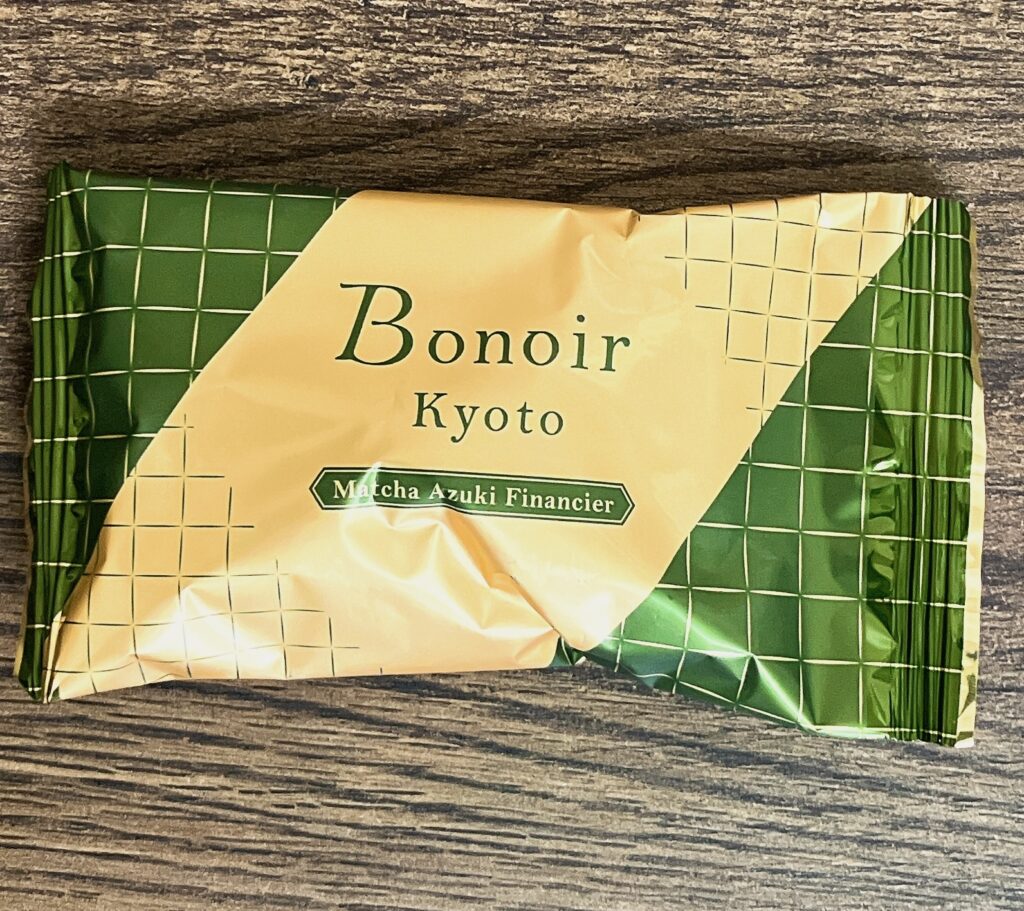 Bonoir
Kyoto
Matcha Azuki Financier